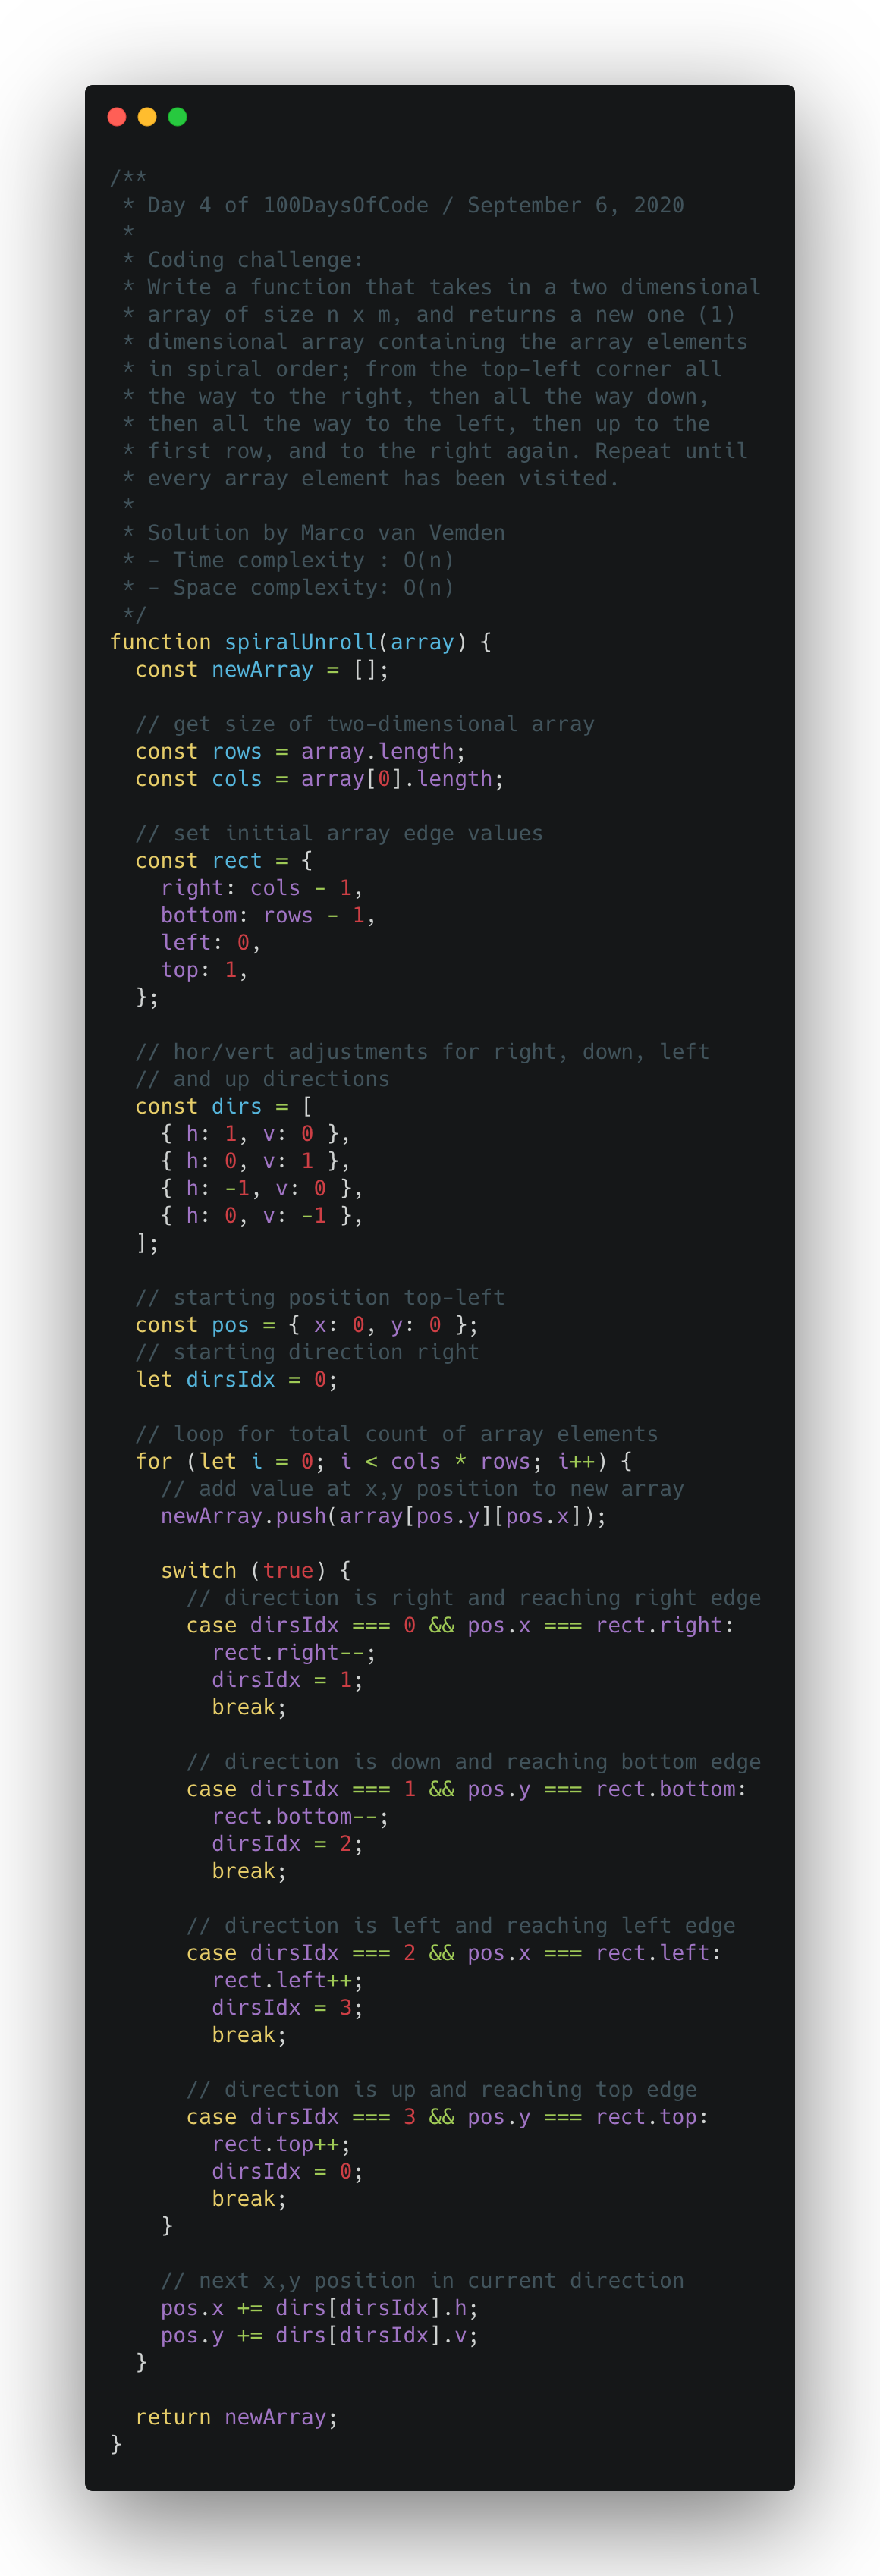 /**
 * Day 4 of 100DaysOfCode / September 6, 2020
 *
 * Coding challenge:
 * Write a function that takes in a two dimensional
 * array of size n x m, and returns a new one (1)
 * dimensional array containing the array elements
 * in spiral order; from the top-left corner all
 * the way to the right, then all the way down,
 * then all the way to the left, then up to the
 * first row, and to the right again. Repeat until
 * every array element has been visited.
 *
 * Solution by Marco van Vemden
 * - Time complexity : O(n)
 * - Space complexity: O(n)
 */
function spiralUnroll(array) {
  const newArray = [];

  // get size of two-dimensional array
  const rows = array.length;
  const cols = array[0].length;

  // set initial array edge values
  const rect = {
    right: cols - 1,
    bottom: rows - 1,
    left: 0,
    top: 1,
  };

  // hor/vert adjustments for right, down, left
  // and up directions
  const dirs = [
    { h: 1, v: 0 },
    { h: 0, v: 1 },
    { h: -1, v: 0 },
    { h: 0, v: -1 },
  ];

  // starting position top-left
  const pos = { x: 0, y: 0 };
  // starting direction right
  let dirsIdx = 0;

  // loop for total count of array elements
  for (let i = 0; i < cols * rows; i++) {
    // add value at x,y position to new array
    newArray.push(array[pos.y][pos.x]);

    switch (true) {
      // direction is right and reaching right edge
      case dirsIdx === 0 && pos.x === rect.right:
        rect.right--;
        dirsIdx = 1;
        break;

      // direction is down and reaching bottom edge
      case dirsIdx === 1 && pos.y === rect.bottom:
        rect.bottom--;
        dirsIdx = 2;
        break;

      // direction is left and reaching left edge
      case dirsIdx === 2 && pos.x === rect.left:
        rect.left++;
        dirsIdx = 3;
        break;

      // direction is up and reaching top edge
      case dirsIdx === 3 && pos.y === rect.top:
        rect.top++;
        dirsIdx = 0;
        break;
    }

    // next x,y position in current direction
    pos.x += dirs[dirsIdx].h;
    pos.y += dirs[dirsIdx].v;
  }

  return newArray;
}